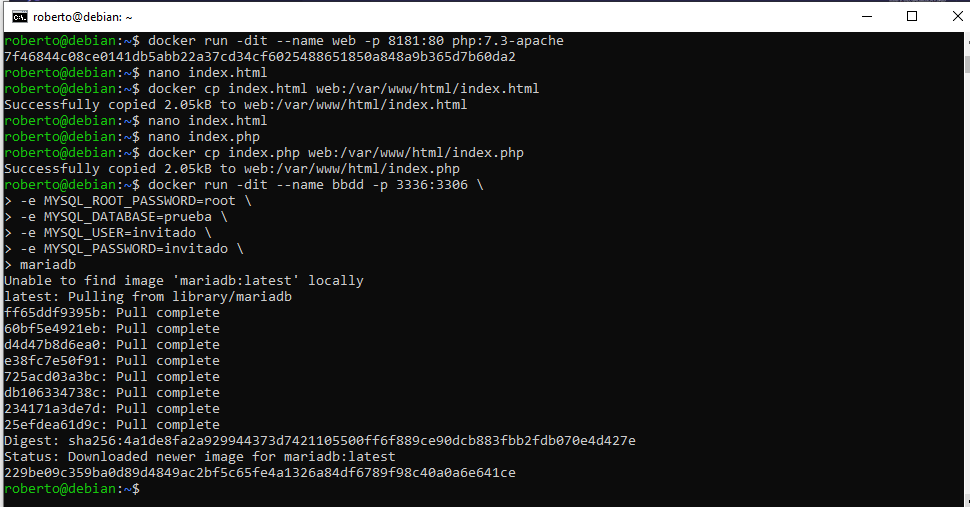 roberto@debian: ~
roberto@debian:~$ docker run -dit --name web -p 8181:80 php:7.3-apache
7f46844c08ce0141db5abb22a37cd34cf6025488651850a848a9b365d7b60da2
roberto@debian:~$ nano index.html
roberto@debian:~$ docker cp index.html web:/var/www/html/index.html
Successfully copied 2.05kB to web:/var/www/html/index.html
roberto@debian:~$ nano index.html
roberto@debian:~$ nano index.php
roberto@debian:~$ docker cp index.php web:/var/www/html/index.php
Successfully copied 2.05kB to web:/var/www/html/index.php
roberto@debian:~$ docker run -dit --name bbdd -p 3336:3306 \
> -e MYSQL_ROOT_PASSWORD=root \
> -e MYSQL_DATABASE=prueba \
> -e MYSQL_USER=invitado \
> -e MYSQL_PASSWORD=invitado \
> mariadb
Unable to find image 'mariadb:latest' locally
latest: Pulling from library/mariadb
ff65ddf9395b: Pull complete
60bf5e4921eb: Pull complete
d4d47b8d6ea0: Pull complete
e38fc7e50f91: Pull complete
725acd03a3bc: Pull complete
db106334738c: Pull complete
234171a3de7d: Pull complete
25efdea61d9c: Pull complete
Digest: sha256:4a1de8fa2a929944373d7421105500ff6f889ce90dcb883fbb2fdb070e4d427e
Status: Downloaded newer image for mariadb:latest
229be09c359ba0d89d4849ac2bf5c65fe4a1326a84df6789f98c40a0a6e641ce
roberto@debian:~$